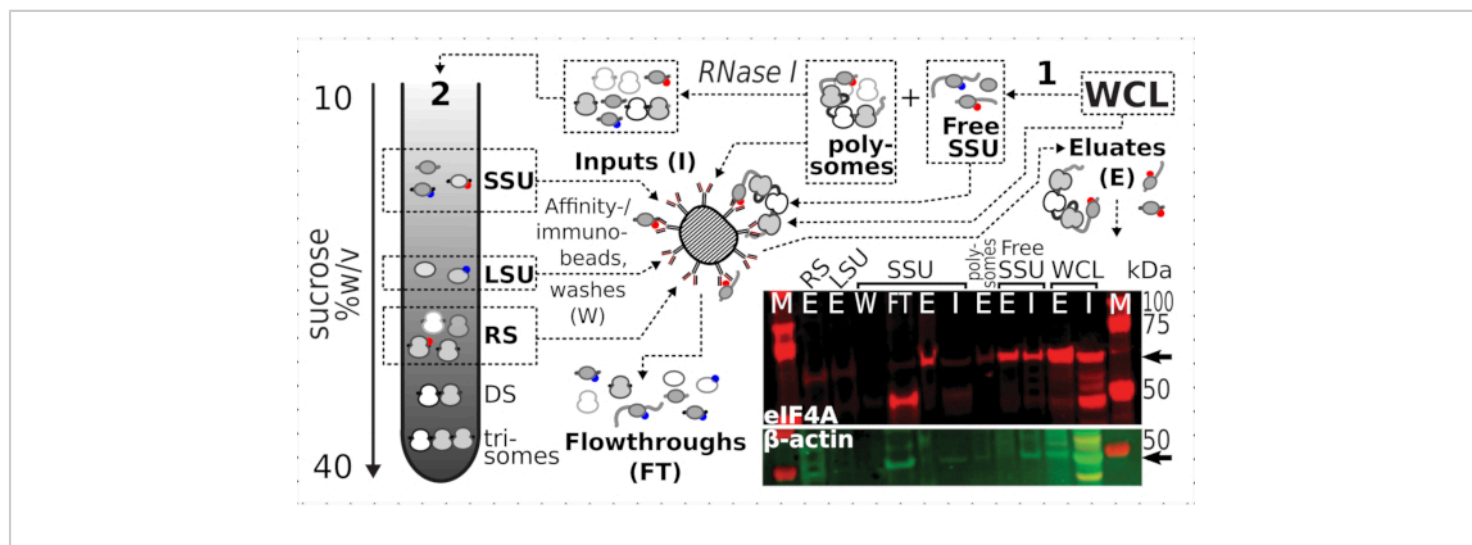 10
40
sucrose
%w/v
2
SSU
LSU
RS
DS
tri-
somes
RNase I
Inputs (I)
poly-
somes
+
Free
SSU
1
WCL
Eluates
(E)
Affinity-/
immuno-
beads,
washes
(W)
Flowthroughs
(FT)
RS
LSU
SSU
poly-
somes
Free
SSU
WCL
kDa
M E E W FT E I E E I E I M
100
75
50
eIF4A
β-actin
50